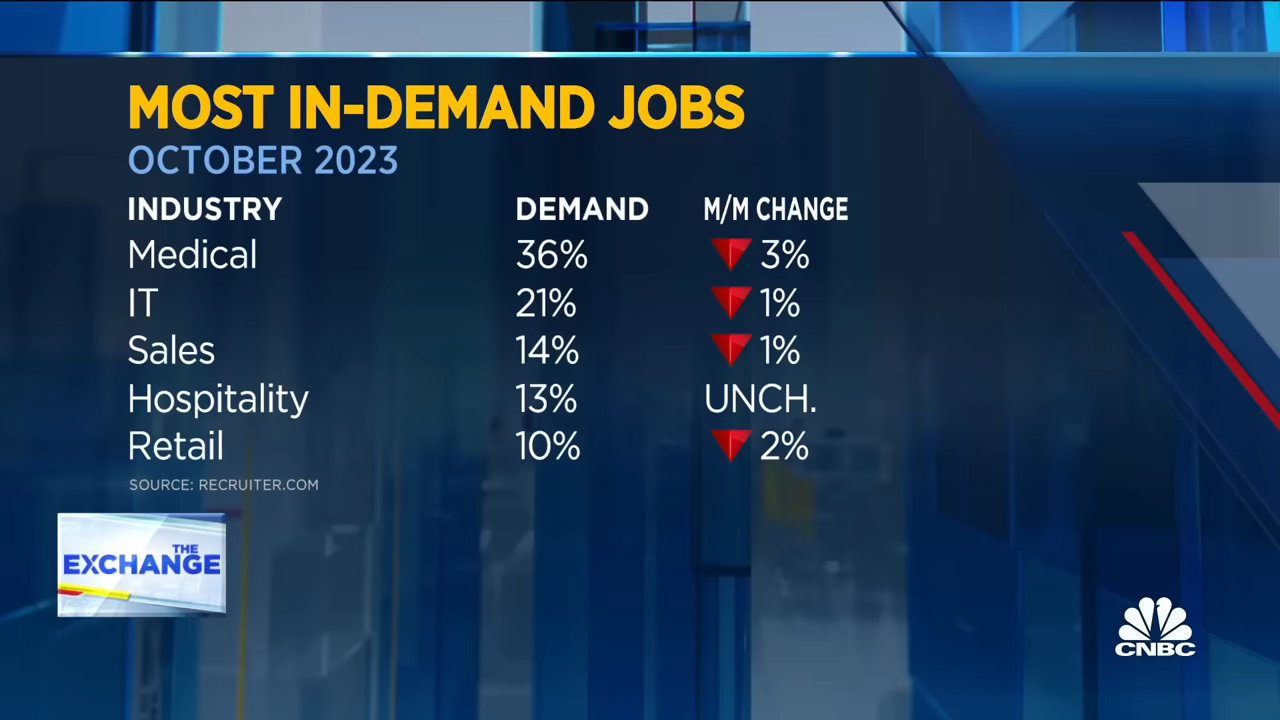 MOST IN-DEMAND JOBS
OCTOBER 2023
INDUSTRY DEMAND M/M CHANGE
Medical 36% ▼ 3%
IT 21% ▼ 1%
Sales 14% ▼ 1%
Hospitality 13% UNCH.
Retail 10% ▼ 2%
SOURCE: RECRUITER.COM
THE
EXCHANGE
CNBC